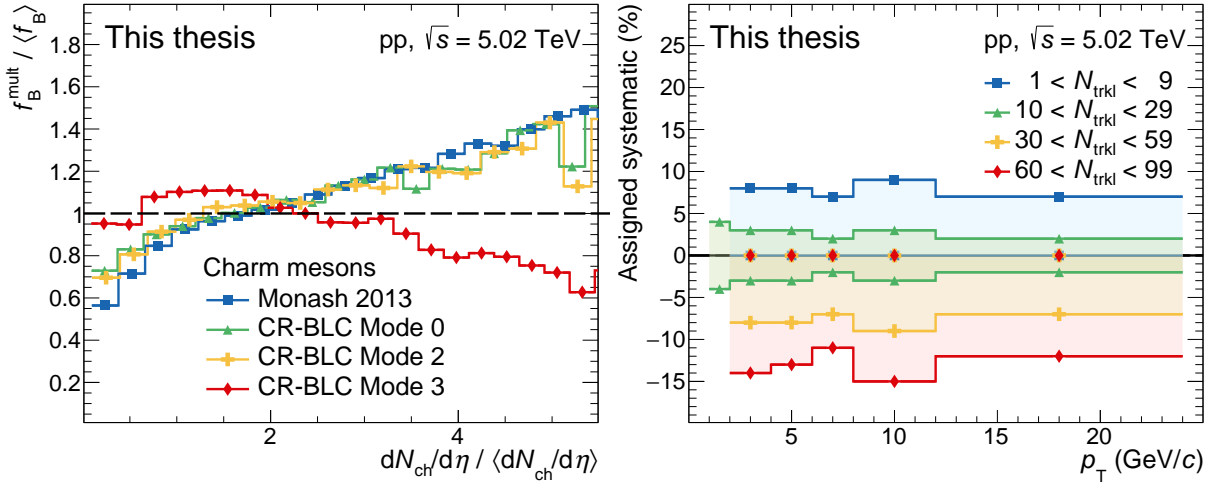 This thesis
pp, √s = 5.02 TeV
f_B^mult / ⟨f_B⟩
1.8
1.6
1.4
1.2
1
0.8
0.6
0.4
0.2
Charm mesons
Monash 2013
CR-BLC Mode 0
CR-BLC Mode 2
CR-BLC Mode 3
2
4
dN_ch/dη / ⟨dN_ch/dη⟩
This thesis
pp, √s = 5.02 TeV
Assigned systematic (%)
25
20
15
10
5
0
−5
−10
−15
1 < N_trkl < 9
10 < N_trkl < 29
30 < N_trkl < 59
60 < N_trkl < 99
5
10
15
20
p_T (GeV/c)